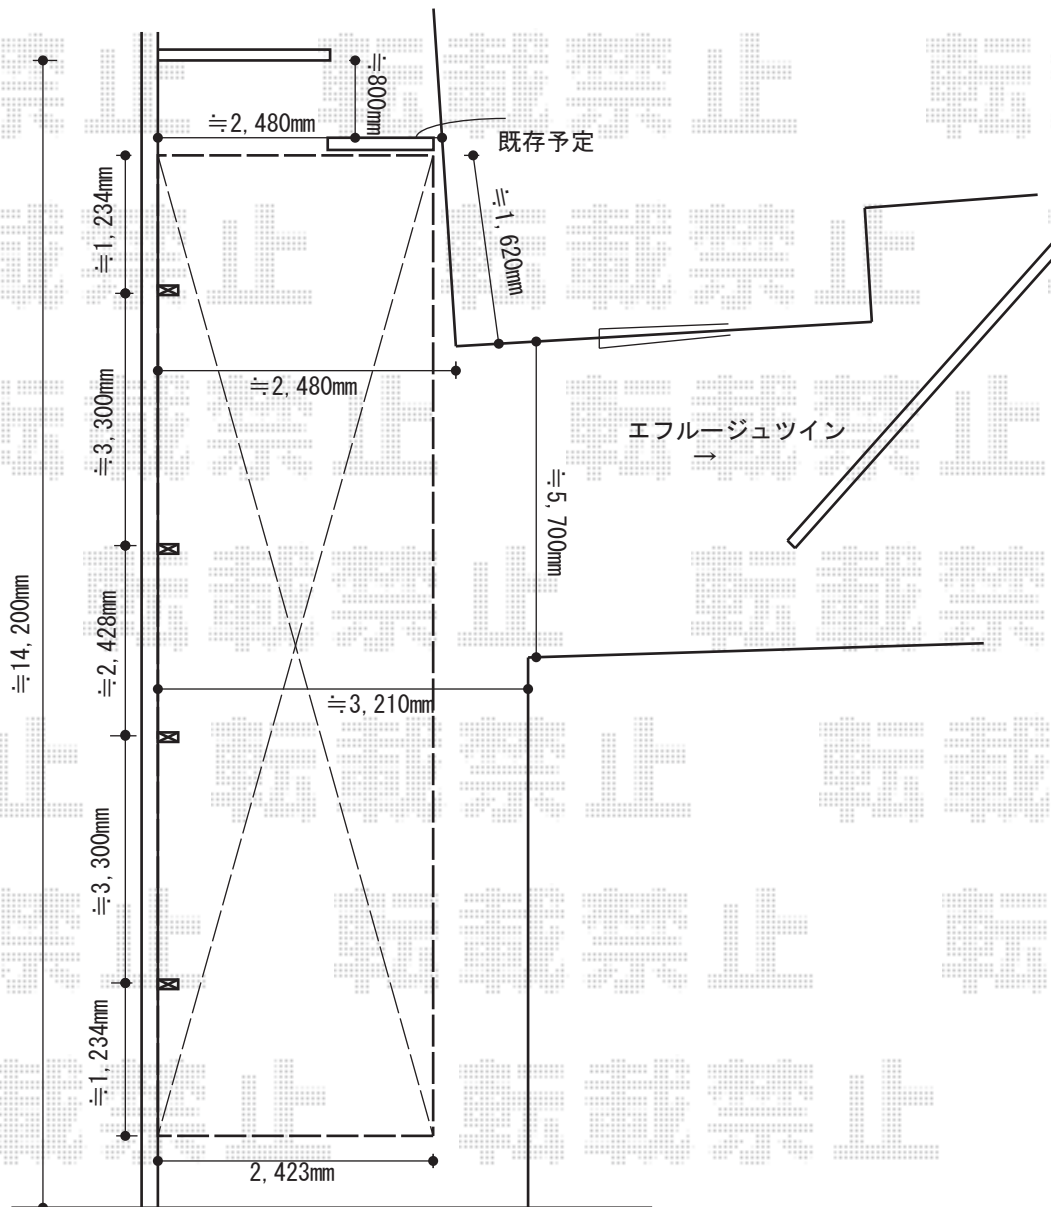 ≒800mm
≒2,480mm
既存予定
≒1,234mm
≒1,620mm
≒2,480mm
≒3,300mm
エフルージュツイン
→
≒5,700mm
≒14,200mm
≒2,428mm
≒3,210mm
≒3,300mm
≒1,234mm
2,423mm
転載禁止